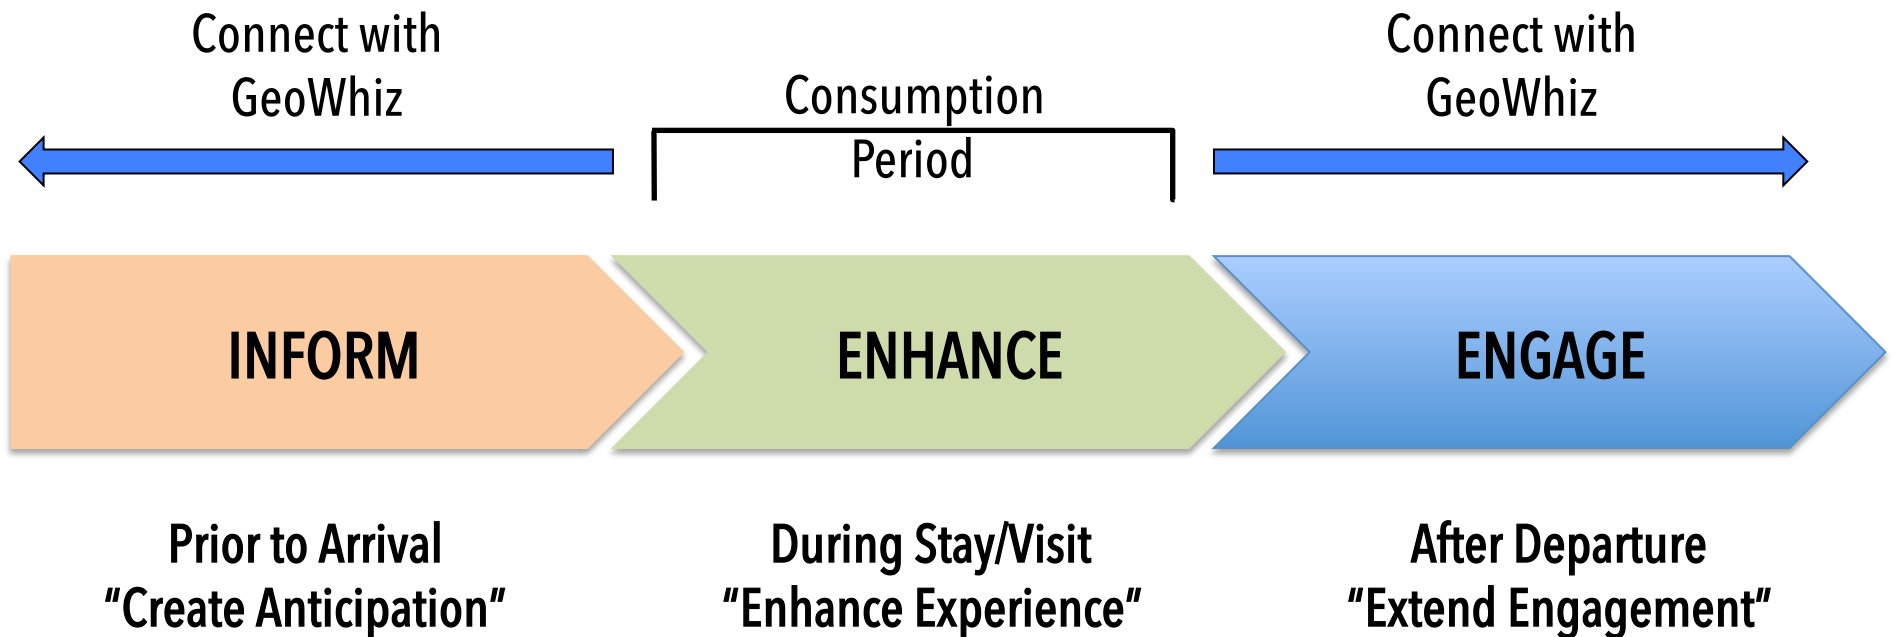 Connect with
GeoWhiz
Consumption
Period
Connect with
GeoWhiz
INFORM
ENHANCE
ENGAGE
Prior to Arrival
"Create Anticipation"
During Stay/Visit
"Enhance Experience"
After Departure
"Extend Engagement"